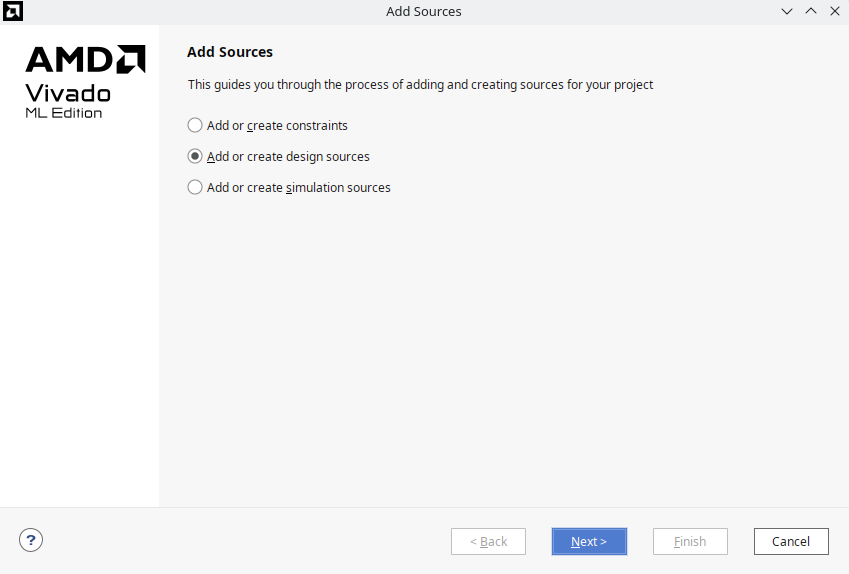 Add Sources
AMD
Vivado
ML Edition
Add Sources
This guides you through the process of adding and creating sources for your project
Add or create constraints
Add or create design sources
Add or create simulation sources
?
< Back
Next >
Finish
Cancel